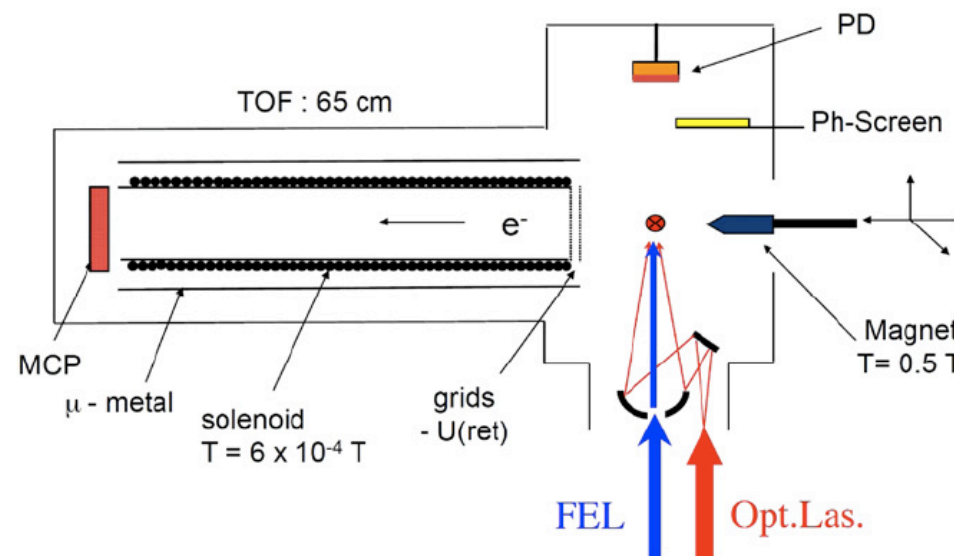 PD
TOF : 65 cm
Ph-Screen
e-
MCP
μ - metal
solenoid
T = 6 x 10-4 T
grids
- U(ret)
Magnet
T= 0.5 T
FEL
Opt.Las.